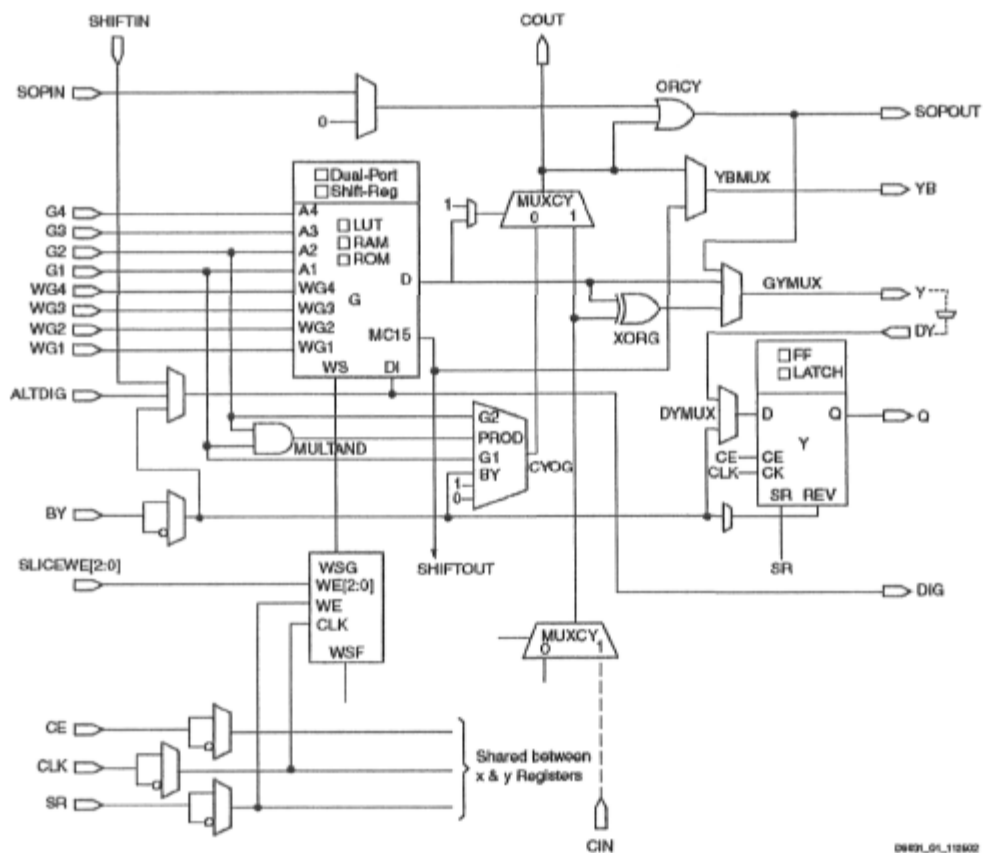 SHIFTIN
COUT
SOPIN
ORCY
SOPOUT
0
Dual-Port
Shift-Reg
YBMUX
YB
MUXCY
1
0 1
G4
A4
LUT
G3
A3
RAM
G2
A2
ROM
G1
A1
D
WG4
WG4
G
GYMUX
Y
WG3
WG3
DY
WG2
WG2
MC15
XORG
WG1
WG1
FF
LATCH
WS
DI
ALTDIG
DYMUX
D
Q
Q
G2
PROD
MULTAND
G1
CYOG
Y
BY
CE
CE
CLK
CK
1
0
BY
SR
REV
SHIFTOUT
SR
SLICEWE[2:0]
WSG
WE[2:0]
DIG
WE
CLK
MUXCY
0 1
WSF
CE
CLK
Shared between
x & y Registers
SR
CIN